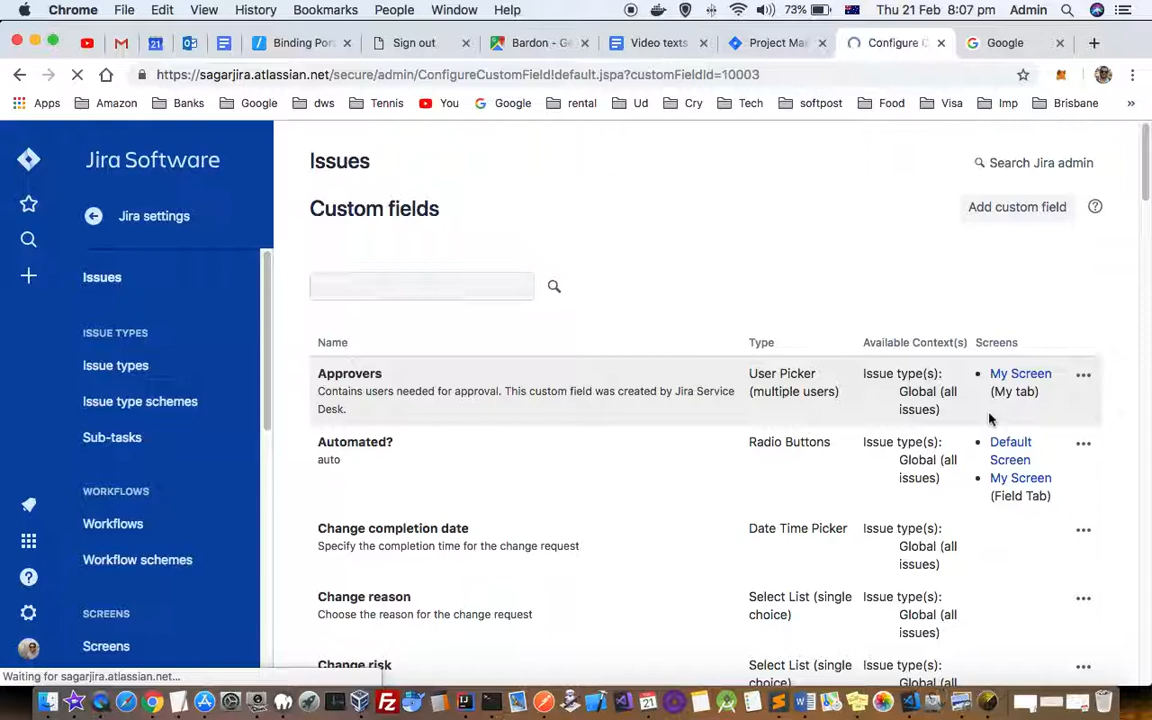 Chrome File Edit View History Bookmarks People Window Help 73% Thu 21 Feb 8:07 pm Admin
Binding Por Sign out Bardon - G Video texts Project Ma Configure C Google
https://sagarjira.atlassian.net/secure/admin/ConfigureCustomField!default.jspa?customFieldId=10003
Apps Amazon Banks Google dws Tennis You Google rental Ud Cry Tech softpost Food Visa Imp Brisbane »
Jira Software
Jira settings
Issues
ISSUE TYPES
Issue types
Issue type schemes
Sub-tasks
WORKFLOWS
Workflows
Workflow schemes
SCREENS
Screens
Issues
Search Jira admin
Custom fields
Add custom field
Name Type Available Context(s) Screens
Approvers
Contains users needed for approval. This custom field was created by Jira Service
Desk.
User Picker
(multiple users)
Issue type(s):
Global (all
issues)
My Screen
(My tab)
Automated?
auto
Radio Buttons
Issue type(s):
Global (all
issues)
Default
Screen
My Screen
(Field Tab)
Change completion date
Specify the completion time for the change request
Date Time Picker
Issue type(s):
Global (all
issues)
Change reason
Choose the reason for the change request
Select List (single
choice)
Issue type(s):
Global (all
issues)
Change risk
Select List (single
choice)
Issue type(s):
Global (all
Waiting for sagarjira.atlassian.net...